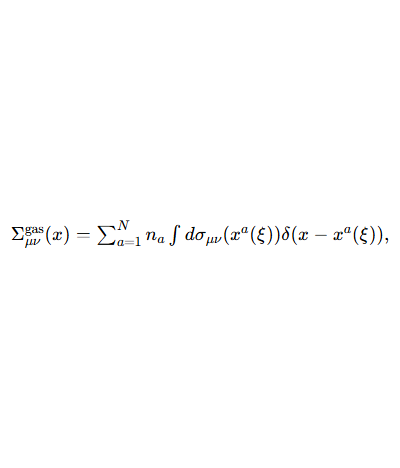 Σ^{gas}_{μν}(x) = ∑^{N}_{a=1} n_a ∫ dσ_{μν}(x^a(ξ))δ(x − x^a(ξ)),